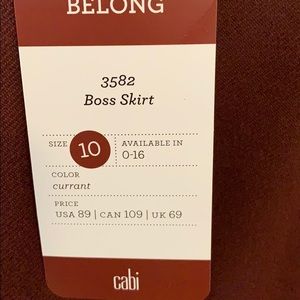 BELONG
3582
Boss Skirt
SIZE 10 AVAILABLE IN
0-16
COLOR
currant
PRICE
USA 89 | CAN 109 | UK 69
cabi